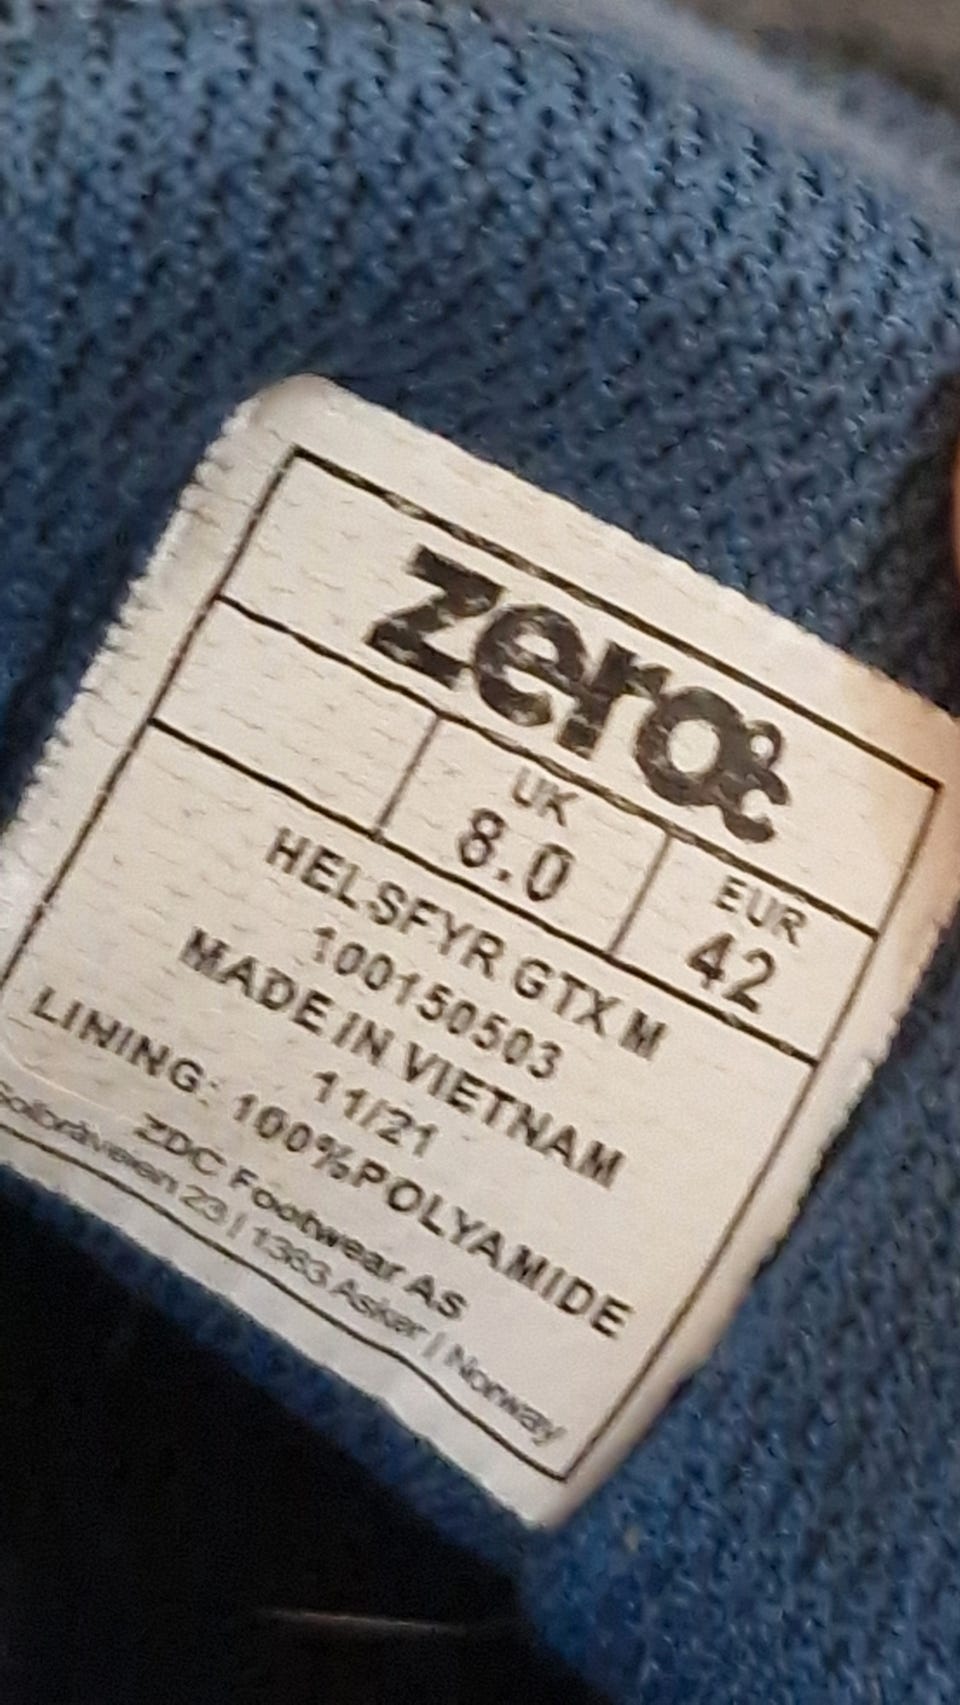 zero°c
UK EUR
8.0 42
HELSFYR GTX M
100150503
MADE IN VIETNAM
11/21
LINING: 100%POLYAMIDE
ZDC Footwear AS
Solbråveien 23 | 1383 Asker | Norway